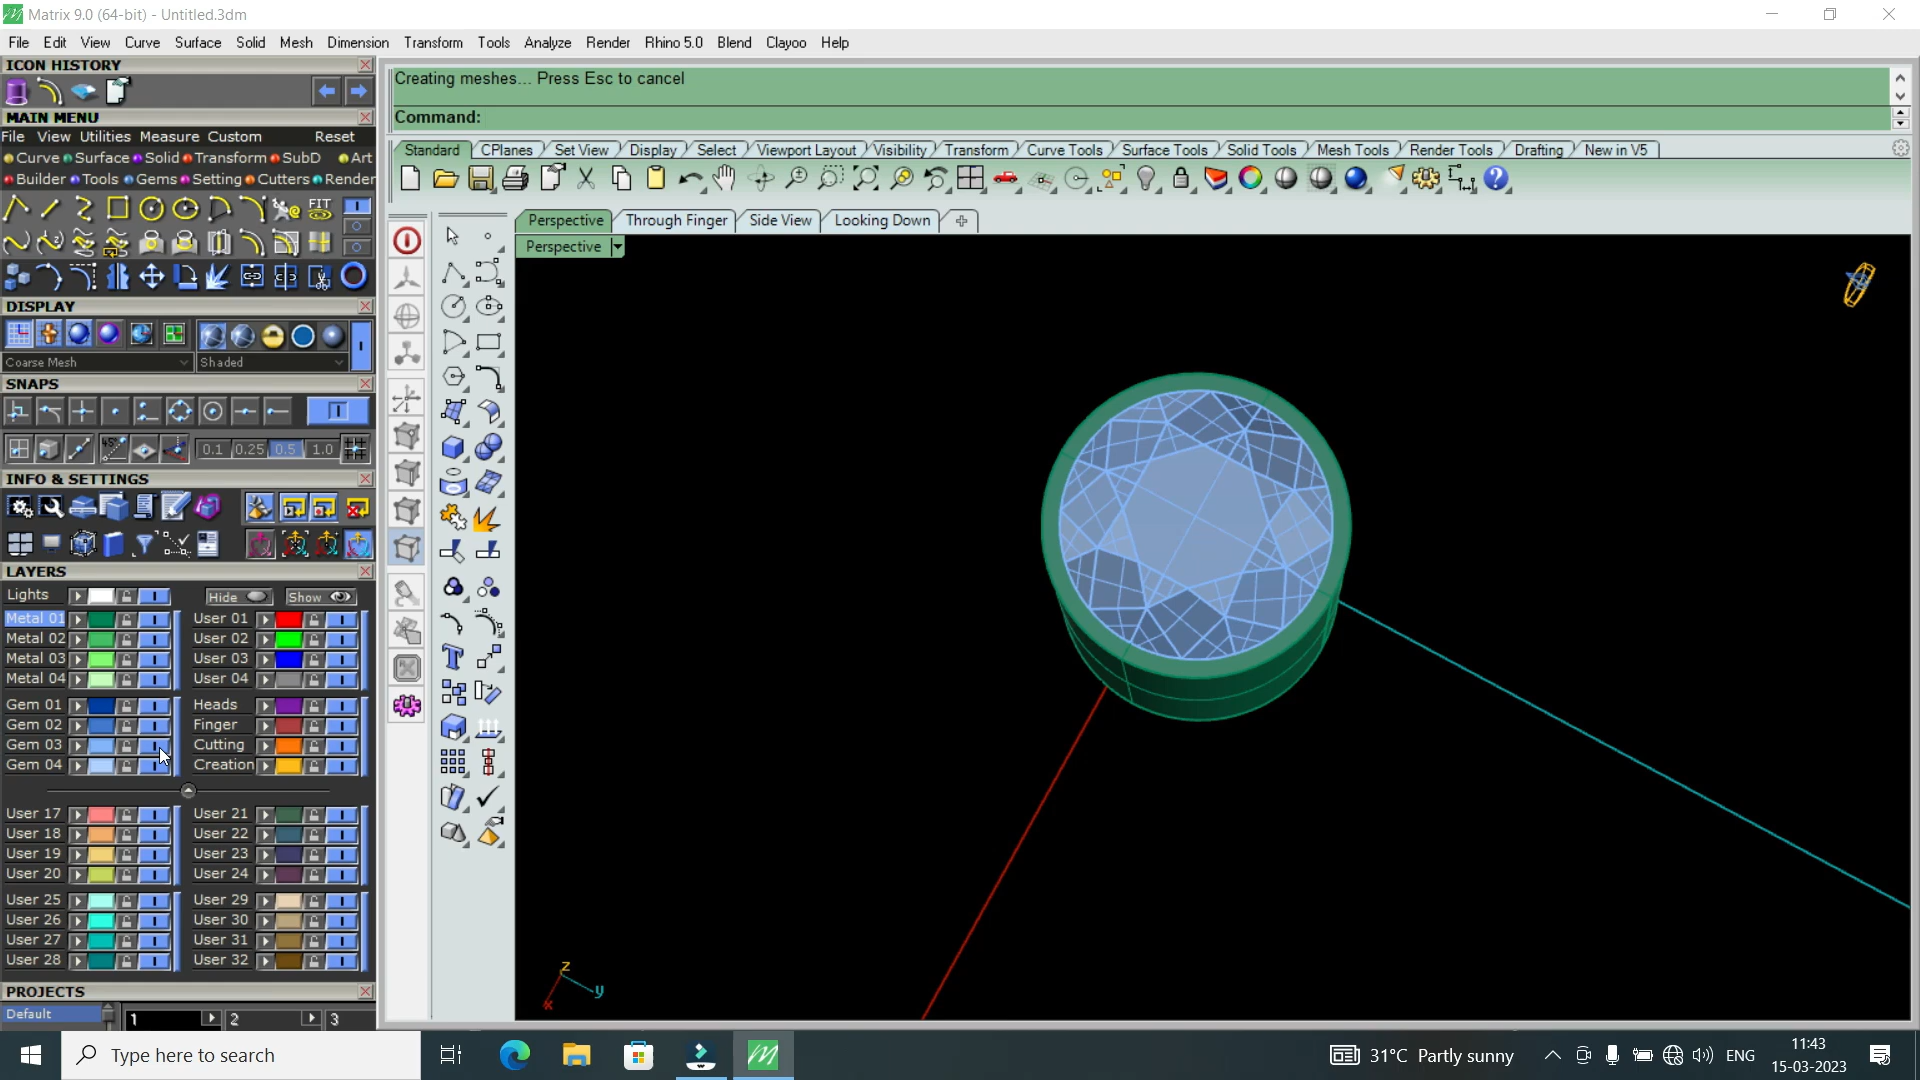 Matrix 9.0 (64-bit) - Untitled.3dm
File Edit View Curve Surface Solid Mesh Dimension Transform Tools Analyze Render Rhino 5.0 Blend Clayoo Help
ICON HISTORY
MAIN MENU
File View Utilities Measure Custom Reset
Curve Surface Solid Transform SubD Art
Builder Tools Gems Setting Cutters Render
FIT
DISPLAY
Coarse Mesh Shaded
SNAPS
45°
0.1 0.25 0.5 1.0
INFO & SETTINGS
LAYERS
Lights Hide Show
Metal 01 User 01
Metal 02 User 02
Metal 03 User 03
Metal 04 User 04
Gem 01 Heads
Gem 02 Finger
Gem 03 Cutting
Gem 04 Creation
User 17 User 21
User 18 User 22
User 19 User 23
User 20 User 24
User 25 User 29
User 26 User 30
User 27 User 31
User 28 User 32
PROJECTS
Default 1 2 3
Creating meshes... Press Esc to cancel
Command:
Standard CPlanes Set View Display Select Viewport Layout Visibility Transform Curve Tools Surface Tools Solid Tools Mesh Tools Render Tools Drafting New in V5
Perspective Through Finger Side View Looking Down
Perspective
z
y
x
Type here to search
31°C Partly sunny
ENG
11:43
15-03-2023